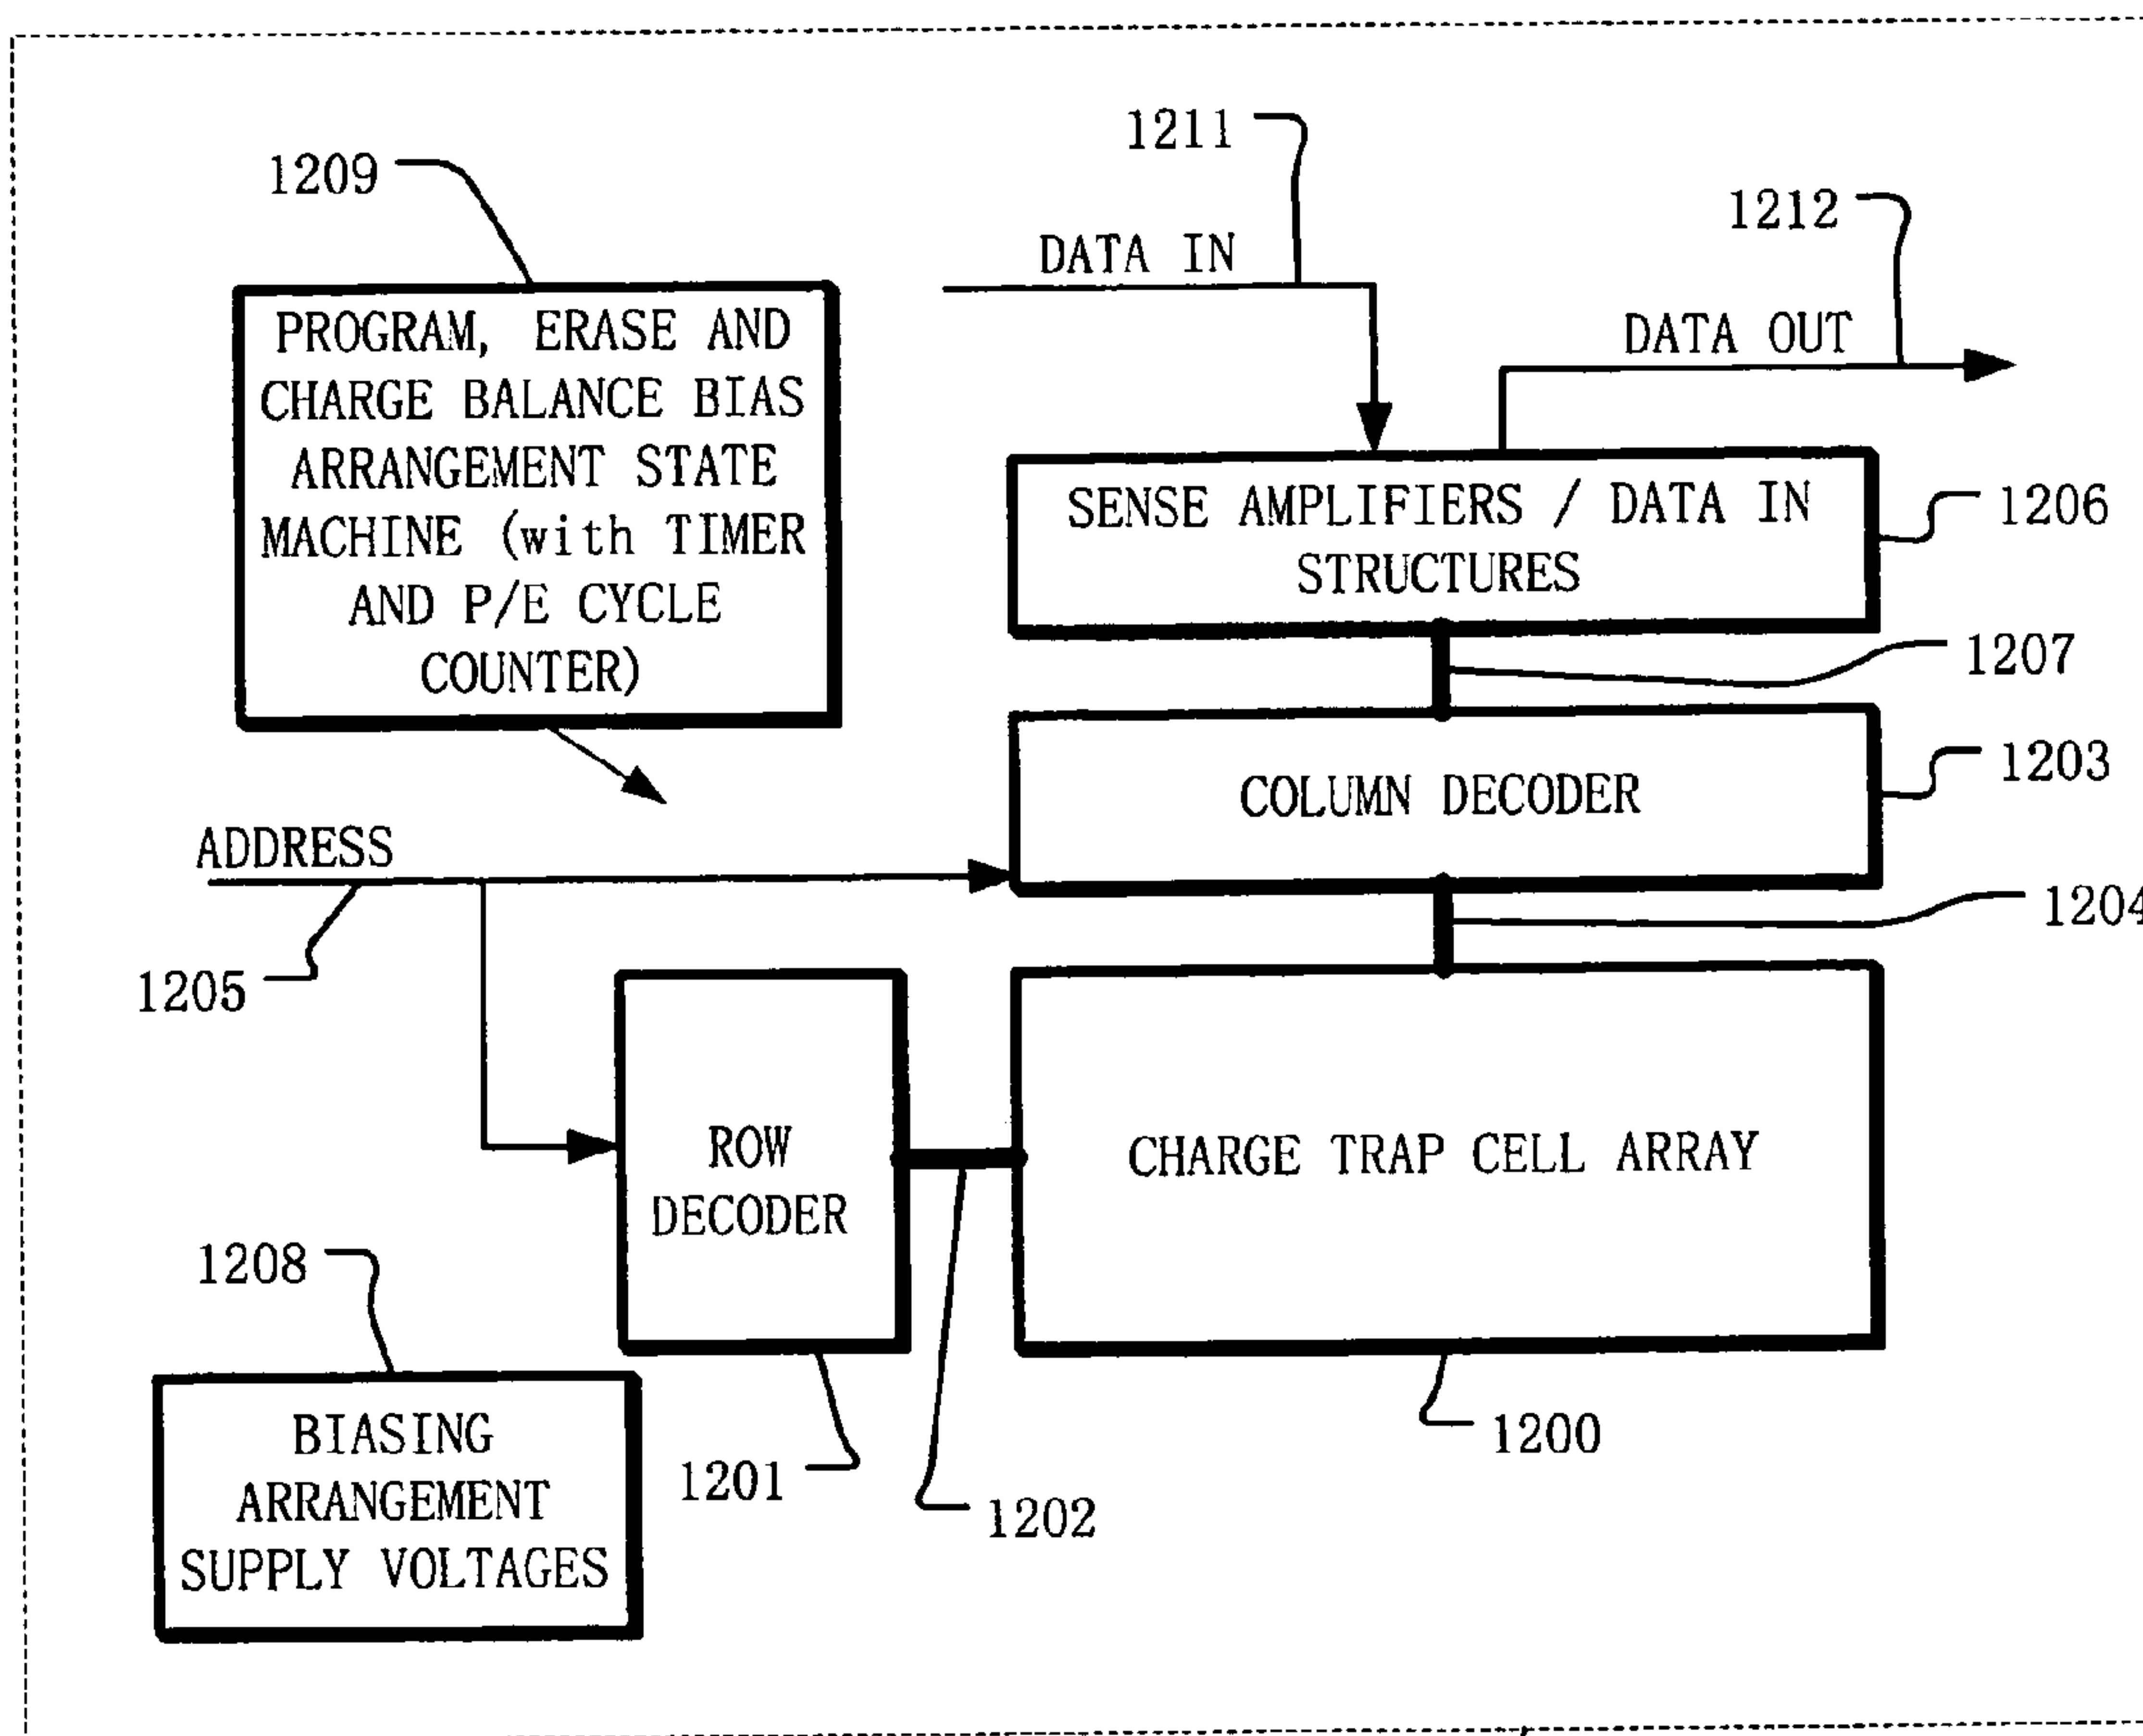 1211
1209
1212
DATA IN
PROGRAM, ERASE AND
CHARGE BALANCE BIAS
ARRANGEMENT STATE
MACHINE (with TIMER
AND P/E CYCLE
COUNTER)
DATA OUT
SENSE AMPLIFIERS / DATA IN
STRUCTURES
1206
1207
COLUMN DECODER
1203
ADDRESS
1204
1205
ROW
DECODER
CHARGE TRAP CELL ARRAY
1208
1200
1201
1202
BIASING
ARRANGEMENT
SUPPLY VOLTAGES